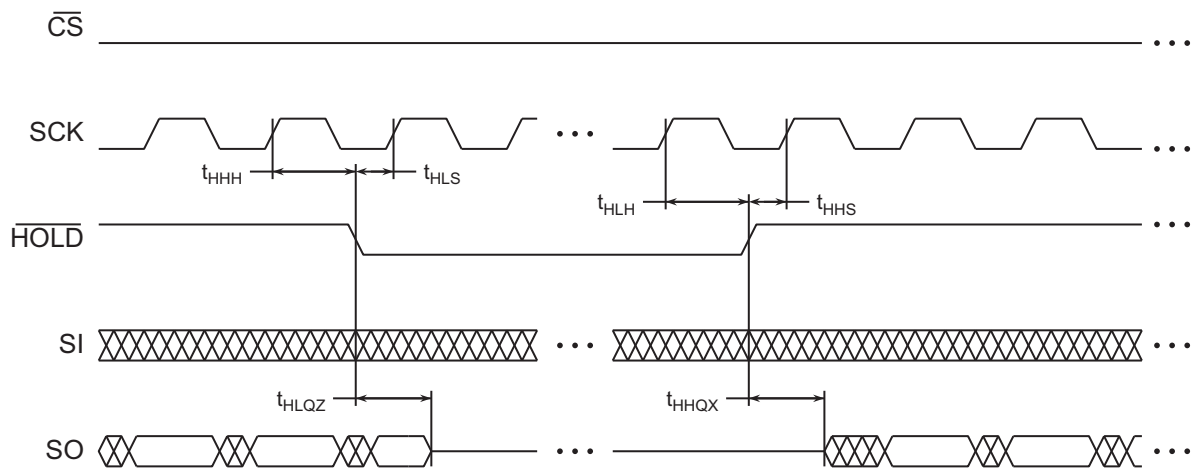 CS
SCK
tHHH
tHLS
tHLH
tHHS
HOLD
SI
tHLQZ
tHHQX
SO